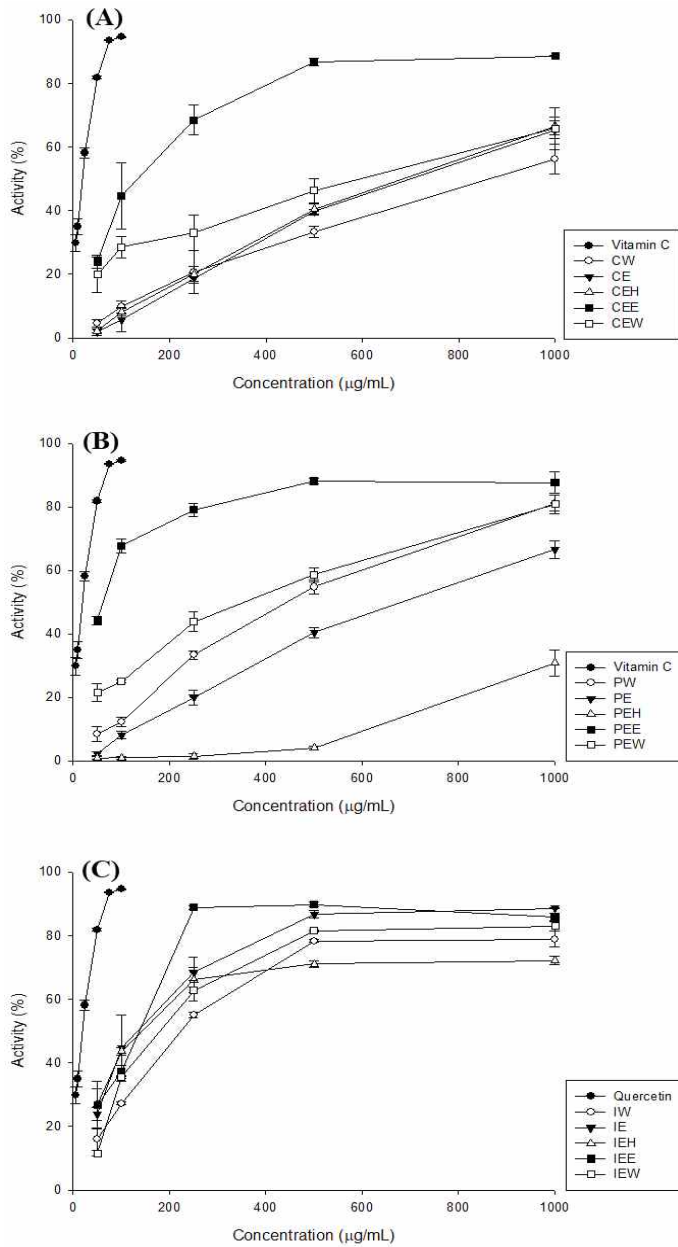 (A)
100
80
60
40
20
0
Activity (%)
0
200
400
600
800
1000
Concentration (μg/mL)
Vitamin C
CW
CE
CEH
CEE
CEW
(B)
100
80
60
40
20
0
Activity (%)
0
200
400
600
800
1000
Concentration (μg/mL)
Vitamin C
PW
PE
PEH
PEE
PEW
(C)
100
80
60
40
20
0
Activity (%)
0
200
400
600
800
1000
Concentration (μg/mL)
Quercetin
IW
IE
IEH
IEE
IEW